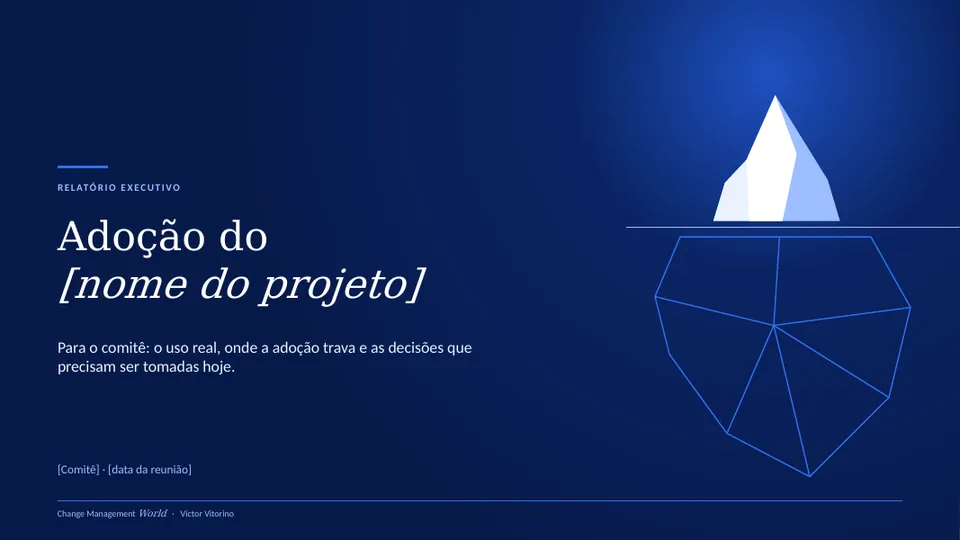 RELATÓRIO EXECUTIVO
Adoção do
[nome do projeto]
Para o comitê: o uso real, onde a adoção trava e as decisões que
precisam ser tomadas hoje.
[Comitê] · [data da reunião]
Change Management World · Victor Vitorino